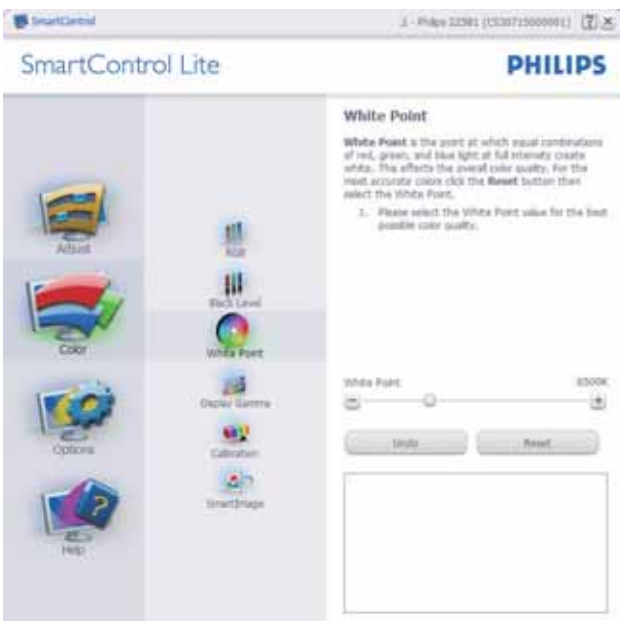 SmartControl
1 - Philips 225B1 (CS30715000001)
SmartControl Lite
PHILIPS
Adjust
Color
Options
Help
RGB
Black Level
White Point
Display Gamma
Calibration
SmartImage
White Point
White Point is the point at which equal combinations
of red, green, and blue light at full intensity create
white. This effects the overall color quality. For the
most accurate colors click the Reset button then
select the White Point.
1. Please select the White Point value for the best
possible color quality.
White Point
6500K
Undo
Reset